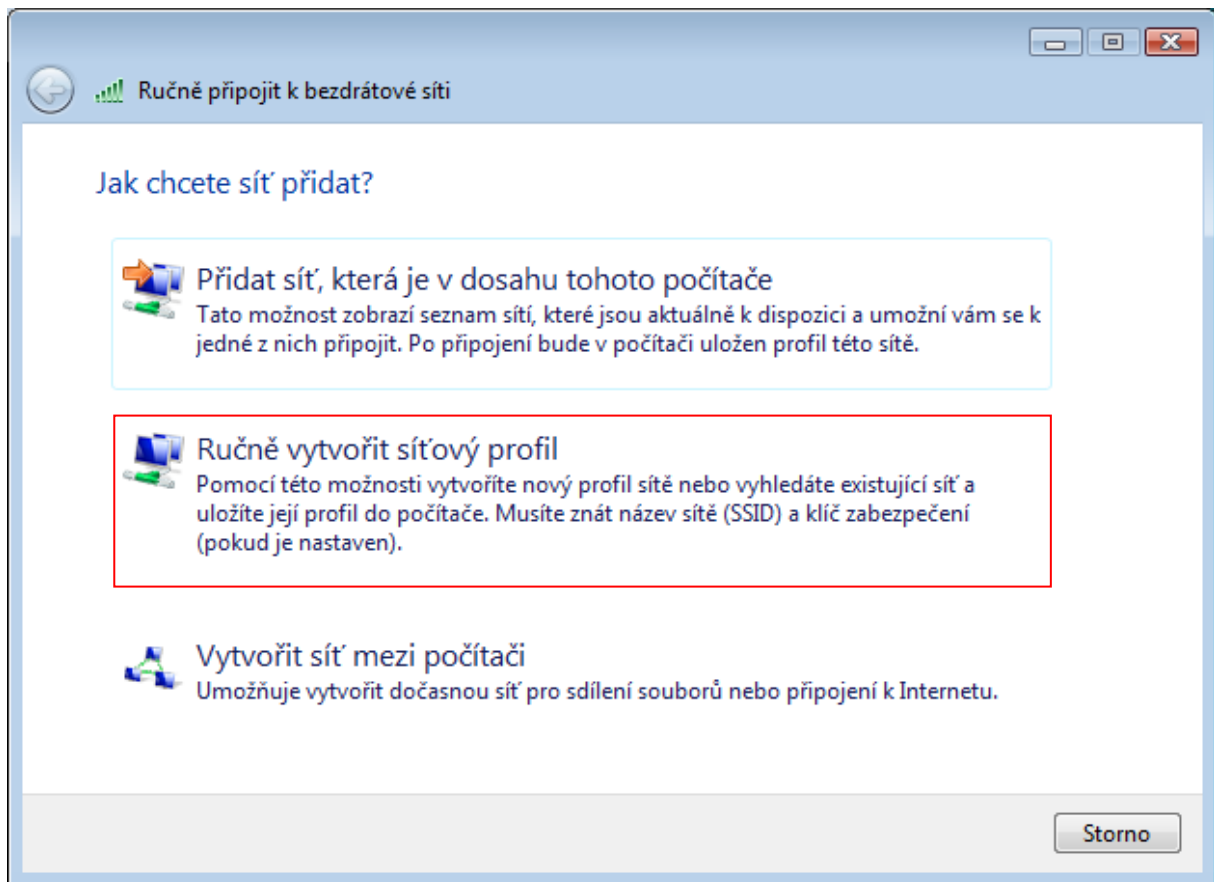 Ručně připojit k bezdrátové síti
Jak chcete síť přidat?
Přidat síť, která je v dosahu tohoto počítače
Tato možnost zobrazí seznam sítí, které jsou aktuálně k dispozici a umožní vám se k
jedné z nich připojit. Po připojení bude v počítači uložen profil této sítě.
Ručně vytvořit síťový profil
Pomocí této možnosti vytvoříte nový profil sítě nebo vyhledáte existující síť a
uložíte její profil do počítače. Musíte znát název sítě (SSID) a klíč zabezpečení
(pokud je nastaven).
Vytvořit síť mezi počítači
Umožňuje vytvořit dočasnou síť pro sdílení souborů nebo připojení k Internetu.
Storno